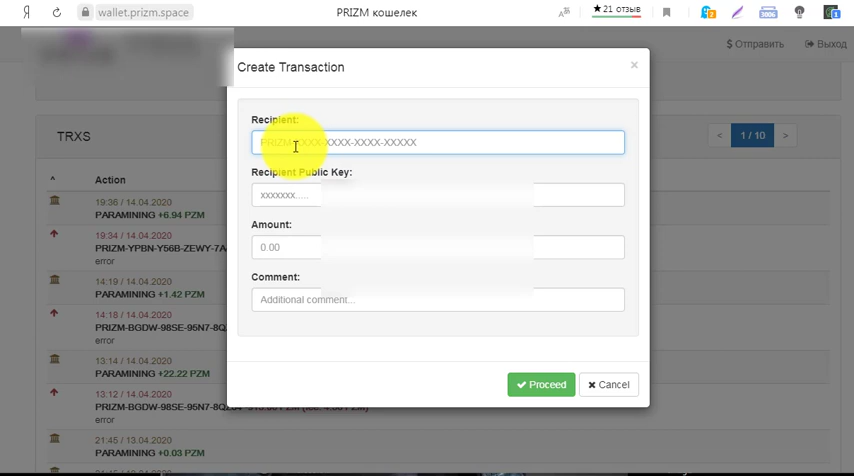 Я
wallet.prizm.space
PRIZM кошелек
★21 отзыв
2
3006
1
$ Отправить
Выход
Create Transaction
×
Recipient:
PRIZM-XXXX-XXXX-XXXX-XXXXX
Recipient Public Key:
xxxxxxx.....
Amount:
0.00
Comment:
Additional comment...
Proceed
Cancel
TRXS
<
1 / 10
>
Action
19:36 / 14.04.2020
PARAMINING +6.94 PZM
19:34 / 14.04.2020
PRIZM-YPBN-Y56B-ZEWY-7A
error
14:19 / 14.04.2020
PARAMINING +1.42 PZM
14:18 / 14.04.2020
PRIZM-BGDW-98SE-95N7-8Q
error
13:14 / 14.04.2020
PARAMINING +22.22 PZM
13:12 / 14.04.2020
PRIZM-BGDW-98SE-95N7-8Q
error
21:45 / 13.04.2020
PARAMINING +0.03 PZM